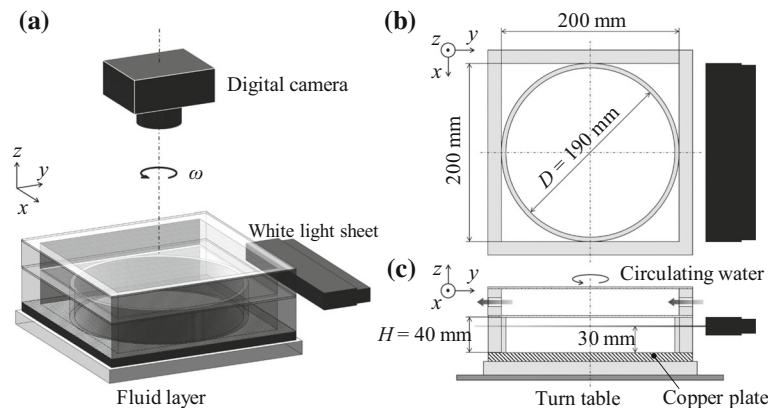 (a)
Digital camera
z
y
x
ω
White light sheet
Fluid layer
(b)
200 mm
z
y
x
200 mm
D = 190 mm
(c)
z
y
x
Circulating water
H = 40 mm
30 mm
Turn table
Copper plate